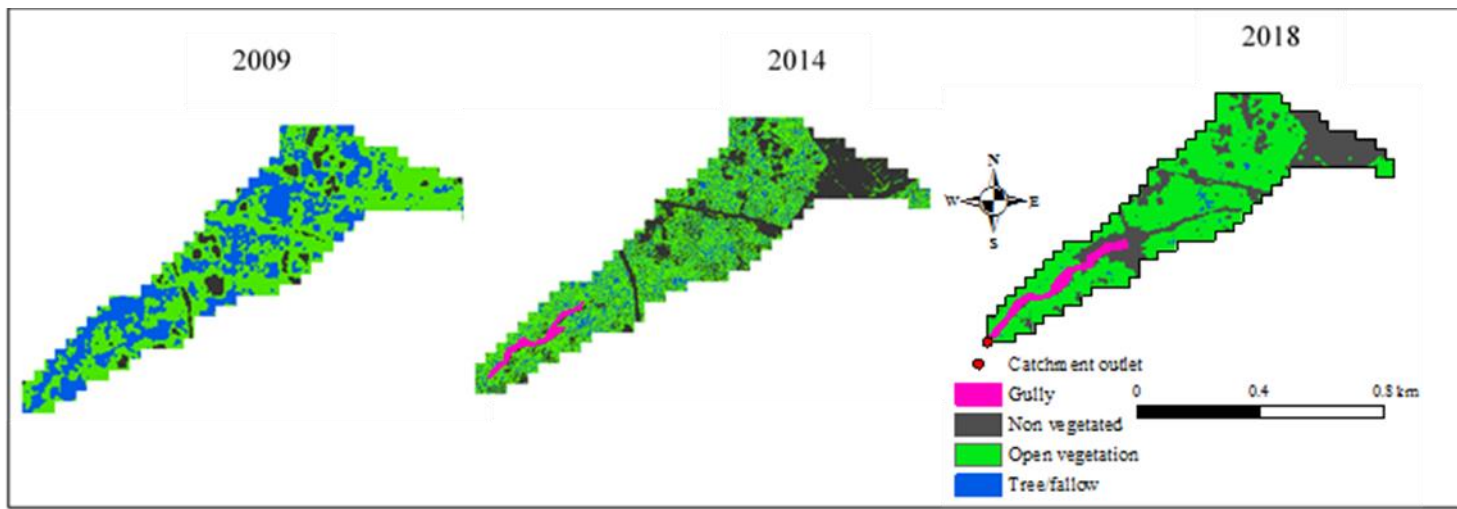 2009
2014
2018
N
W E
S
Catchment outlet
Gully
Non vegetated
Open vegetation
Tree/fallow
0 0.4 0.8 km